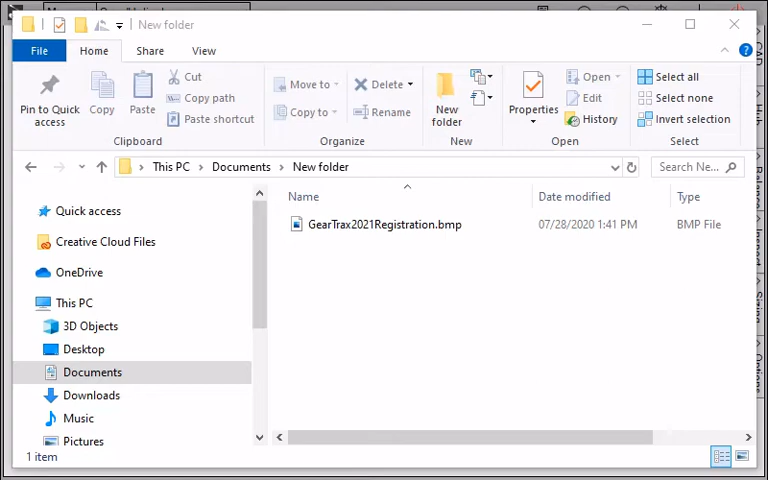 New folder
File Home Share View
Pin to Quick access
Copy
Paste
Cut
Copy path
Paste shortcut
Clipboard
Move to
Copy to
Delete
Rename
Organize
New folder
New
Properties
Open
Edit
History
Open
Select all
Select none
Invert selection
Select
This PC Documents New folder
Search Ne...
Name Date modified Type
GearTrax2021Registration.bmp 07/28/2020 1:41 PM BMP File
Quick access
Creative Cloud Files
OneDrive
This PC
3D Objects
Desktop
Documents
Downloads
Music
Pictures
1 item
Options